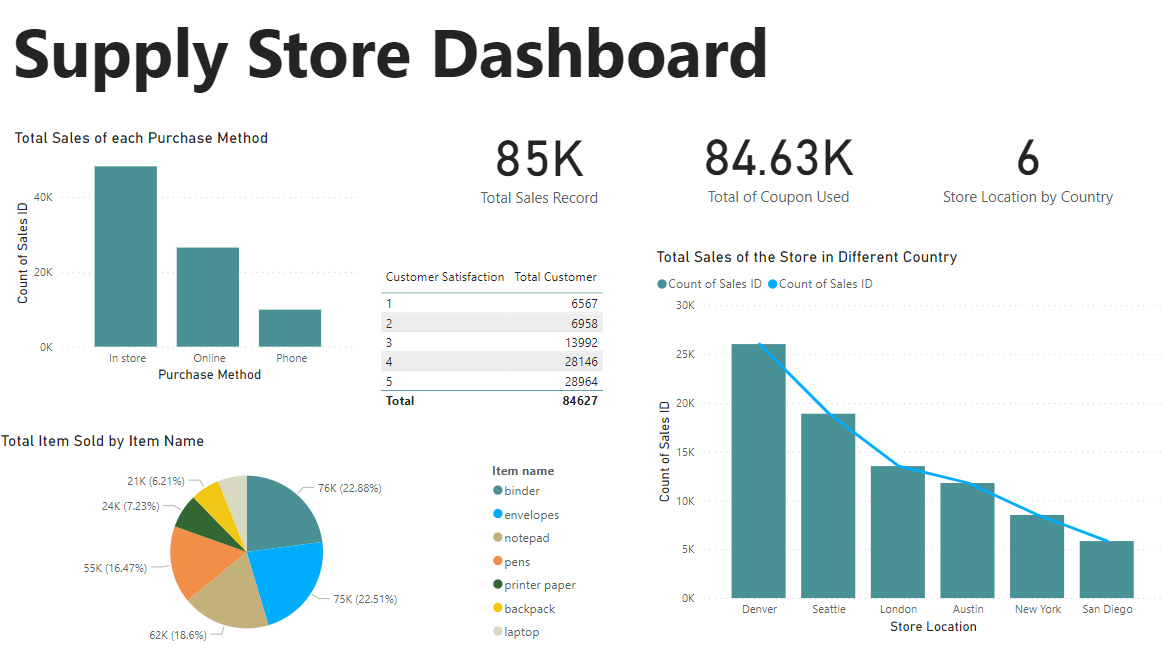 Supply Store Dashboard
Total Sales of each Purchase Method
Count of Sales ID
40K
20K
0K
In store Online Phone
Purchase Method
85K
Total Sales Record
84.63K
Total of Coupon Used
6
Store Location by Country
Customer Satisfaction Total Customer
1 6567
2 6958
3 13992
4 28146
5 28964
Total 84627
Total Sales of the Store in Different Country
Count of Sales ID Count of Sales ID
Count of Sales ID
30K
25K
20K
15K
10K
5K
0K
Denver Seattle London Austin New York San Diego
Store Location
Total Item Sold by Item Name
21K (6.21%)
24K (7.23%)
55K (16.47%)
62K (18.6%)
76K (22.88%)
75K (22.51%)
Item name
binder
envelopes
notepad
pens
printer paper
backpack
laptop